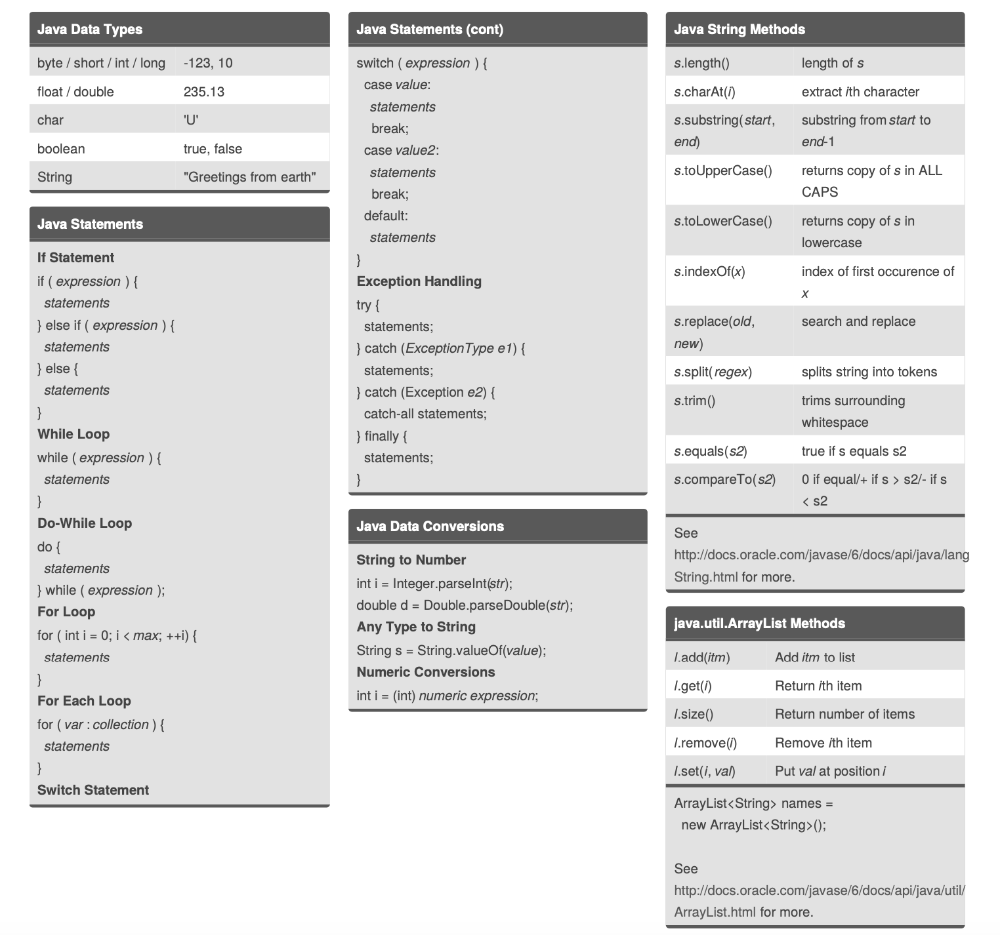 Java Data Types
byte / short / int / long -123, 10
float / double 235.13
char 'U'
boolean true, false
String "Greetings from earth"
Java Statements
If Statement
if ( expression ) {
statements
} else if ( expression ) {
statements
} else {
statements
}
While Loop
while ( expression ) {
statements
}
Do-While Loop
do {
statements
} while ( expression );
For Loop
for ( int i = 0; i < max; ++i) {
statements
}
For Each Loop
for ( var : collection ) {
statements
}
Switch Statement
Java Statements (cont)
switch ( expression ) {
case value:
statements
break;
case value2:
statements
break;
default:
statements
}
Exception Handling
try {
statements;
} catch (ExceptionType e1) {
statements;
} catch (Exception e2) {
catch-all statements;
} finally {
statements;
}
Java Data Conversions
String to Number
int i = Integer.parseInt(str);
double d = Double.parseDouble(str);
Any Type to String
String s = String.valueOf(value);
Numeric Conversions
int i = (int) numeric expression;
Java String Methods
s.length() length of s
s.charAt(i) extract ith character
s.substring(start, substring from start to
end) end-1
s.toUpperCase() returns copy of s in ALL
CAPS
s.toLowerCase() returns copy of s in
lowercase
s.indexOf(x) index of first occurence of
x
s.replace(old, search and replace
new)
s.split(regex) splits string into tokens
s.trim() trims surrounding
whitespace
s.equals(s2) true if s equals s2
s.compareTo(s2) 0 if equal/+ if s > s2/- if s
< s2
See
http://docs.oracle.com/javase/6/docs/api/java/lang
String.html for more.
java.util.ArrayList Methods
l.add(itm) Add itm to list
l.get(i) Return ith item
l.size() Return number of items
l.remove(i) Remove ith item
l.set(i, val) Put val at position i
ArrayList<String> names =
new ArrayList<String>();
See
http://docs.oracle.com/javase/6/docs/api/java/util/
ArrayList.html for more.